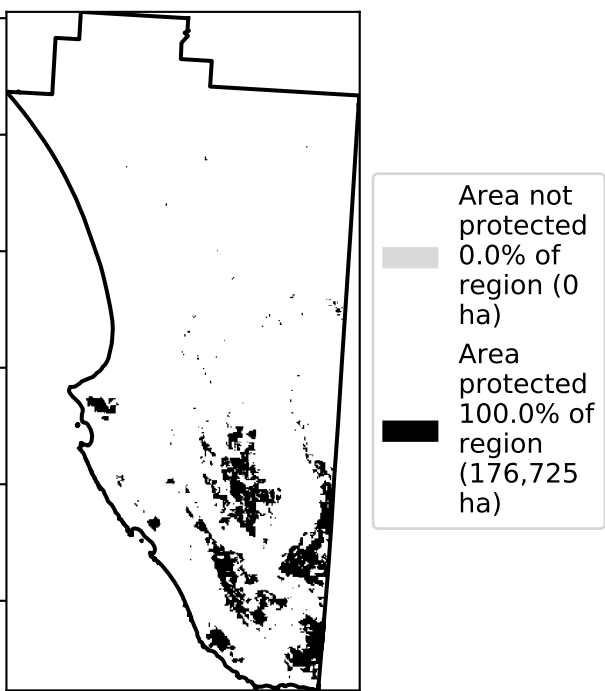 Area not
protected
0.0% of
region (0
ha)
Area
protected
100.0% of
region
(176,725
ha)